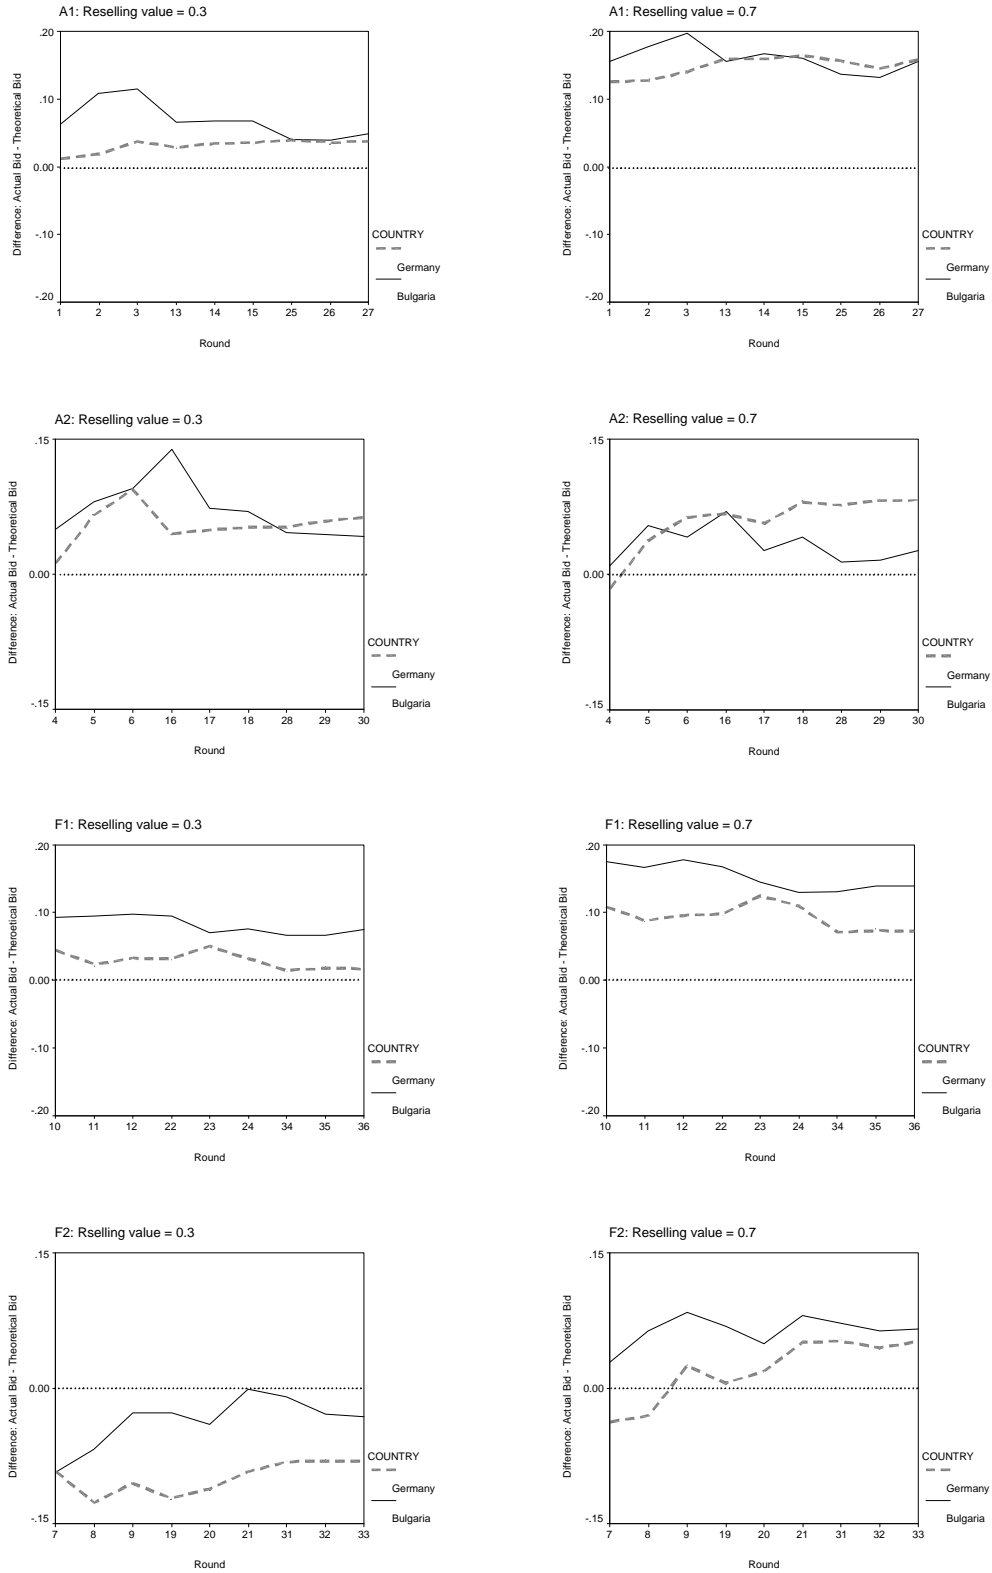 A1: Reselling value = 0.3
Difference: Actual Bid - Theoretical Bid
.20
.10
0.00
-.10
-.20
1 2 3 13 14 15 25 26 27
Round
COUNTRY
Germany
Bulgaria
A1: Reselling value = 0.7
Difference: Actual Bid - Theoretical Bid
.20
.10
0.00
-.10
-.20
1 2 3 13 14 15 25 26 27
Round
COUNTRY
Germany
Bulgaria
A2: Reselling value = 0.3
Difference: Actual Bid - Theoretical Bid
.15
0.00
-.15
4 5 6 16 17 18 28 29 30
Round
COUNTRY
Germany
Bulgaria
A2: Reselling value = 0.7
Difference: Actual Bid - Theoretical Bid
.15
0.00
-.15
4 5 6 16 17 18 28 29 30
Round
COUNTRY
Germany
Bulgaria
F1: Reselling value = 0.3
Difference: Actual Bid - Theroetical Bid
.20
.10
0.00
-.10
-.20
10 11 12 22 23 24 34 35 36
Round
COUNTRY
Germany
Bulgaria
F1: Reselling value = 0.7
Difference: Actual Bid - Theoretical Bid
.20
.10
0.00
-.10
-.20
10 11 12 22 23 24 34 35 36
Round
COUNTRY
Germany
Bulgaria
F2: Rselling value = 0.3
Difference: Actual Bid - Theoretical Bid
.15
0.00
-.15
7 8 9 19 20 21 31 32 33
Round
COUNTRY
Germany
Bulgaria
F2: Reselling value = 0.7
Difference: Actual Bid - Theoretical Bid
.15
0.00
-.15
7 8 9 19 20 21 31 32 33
Round
COUNTRY
Germany
Bulgaria